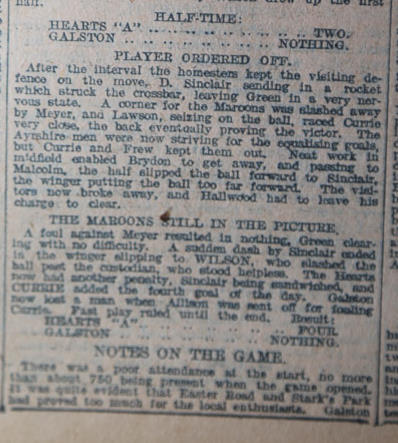 half.
HALF-TIME:
HEARTS "A" .. .. .. .. .. .. TWO.
GALSTON .. .. .. .. .. NOTHING.
PLAYER ORDERED OFF.
After the interval the homesters kept the visiting de-
fence on the move, D. Sinclair sending in a rocket
which struck the crossbar, leaving Green in a very ner-
vous state. A corner for the Maroons was slashed away
by Meyer, and Lawson, seizing on the ball, raced Currie
very close, the back eventually proving the victor. The
Ayrshire men were now striving for the equalising goals,
but Currie and Frew kept them out. Neat work in
midfield enabled Brydon to get away, and passing to
Malcolm, the half slipped the ball forward to Sinclair,
the winger putting the ball too far forward. The visi-
tors now broke away, and Hallwood had to leave his
charge to clear.
THE MAROONS STILL IN THE PICTURE.
A foul against Meyer resulted in nothing, Green clear-
ing with no difficulty. A sudden dash by Sinclair ended
in the winger slipping to WILSON, who slashed the
ball past the custodian, who stood helpless. The Hearts
now had another penalty, Sinclair being sandwiched, and
CURRIE added the fourth goal of the day. Galston
now lost a man when Allison was sent off for fouling
Currie. Fast play ruled until the end. Result:
HEARTS "A" .. .. .. .. .. FOUR.
GALSTON .. .. .. .. .. NOTHING.
NOTES ON THE GAME.
There was a poor attendance at the start, no more
than about 750 being present when the game opened.
It was quite evident that Easter Road and Stark's Park
had proved too much for the local enthusiasts. Galston